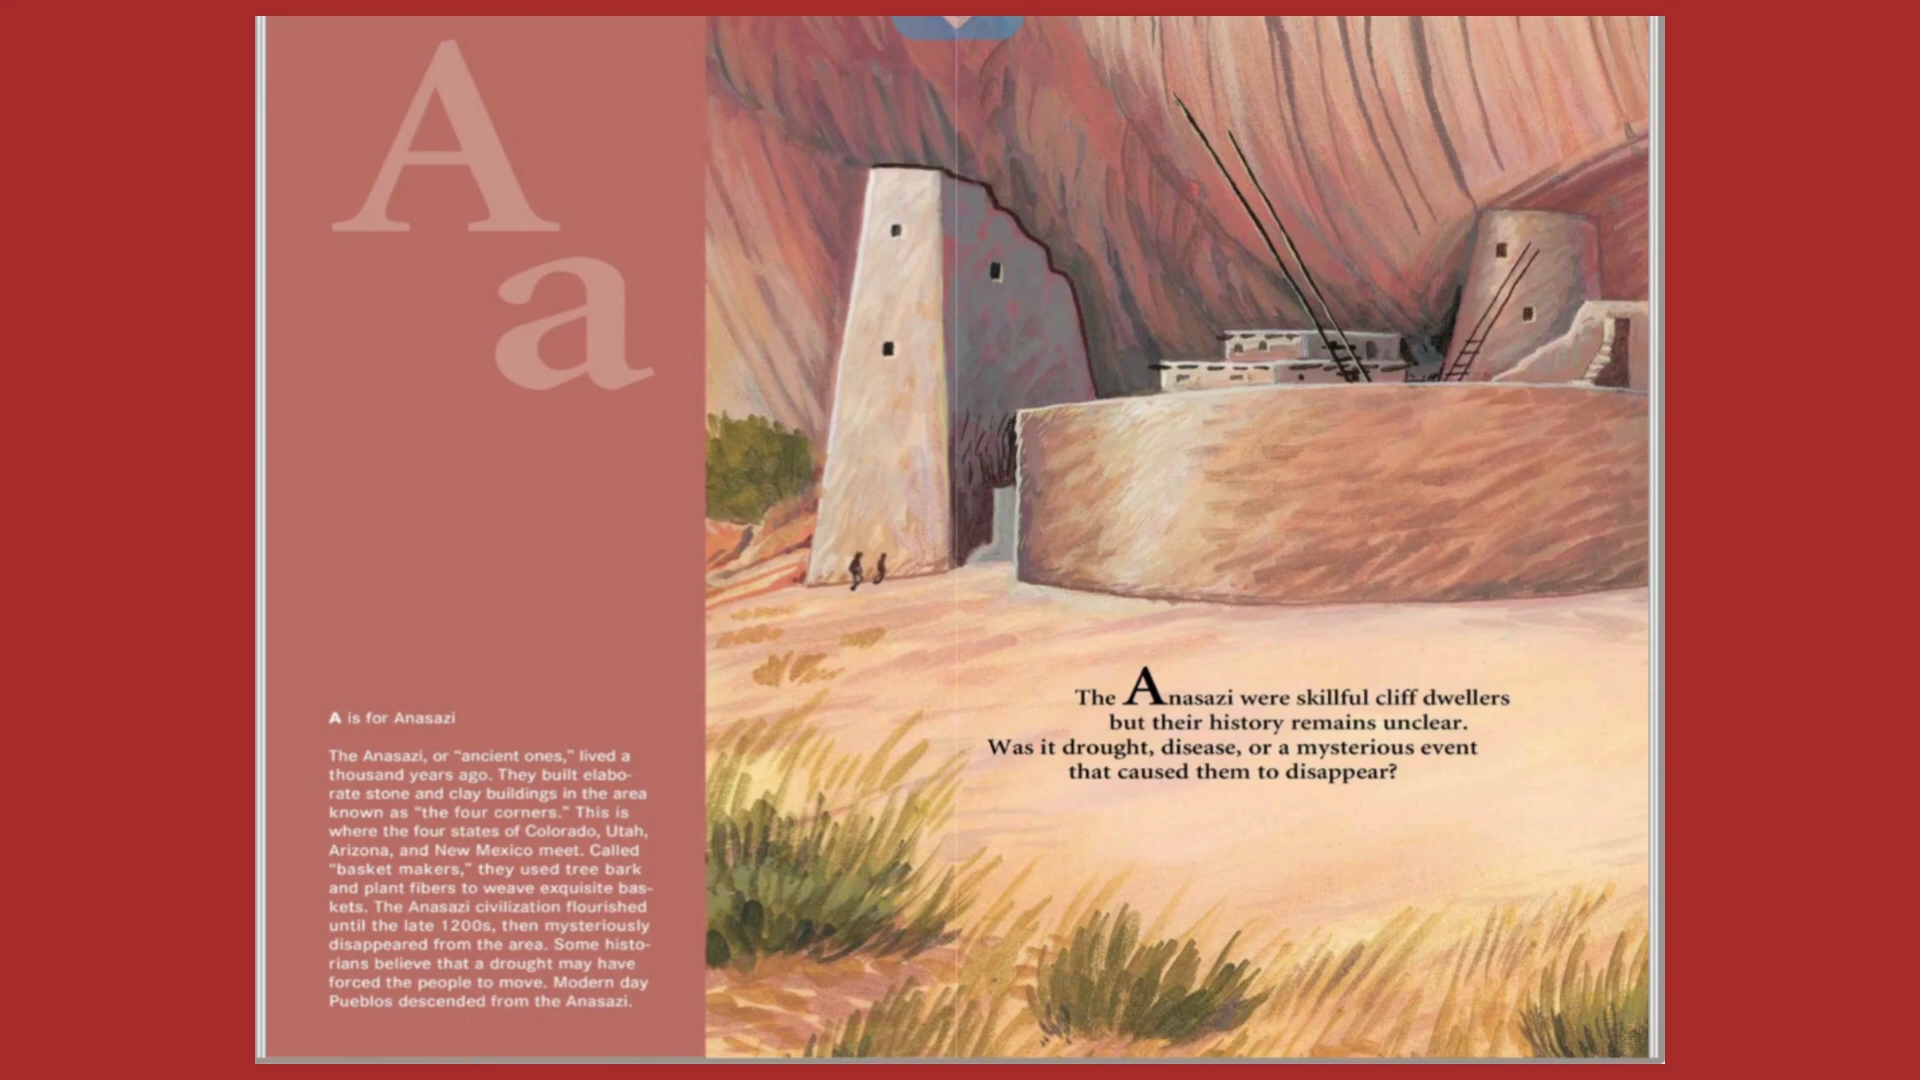 A
a
A is for Anasazi
The Anasazi, or “ancient ones,” lived a
thousand years ago. They built elabo-
rate stone and clay buildings in the area
known as “the four corners.” This is
where the four states of Colorado, Utah,
Arizona, and New Mexico meet. Called
“basket makers,” they used tree bark
and plant fibers to weave exquisite bas-
kets. The Anasazi civilization flourished
until the late 1200s, then mysteriously
disappeared from the area. Some histo-
rians believe that a drought may have
forced the people to move. Modern day
Pueblos descended from the Anasazi.
The Anasazi were skillful cliff dwellers
but their history remains unclear.
Was it drought, disease, or a mysterious event
that caused them to disappear?